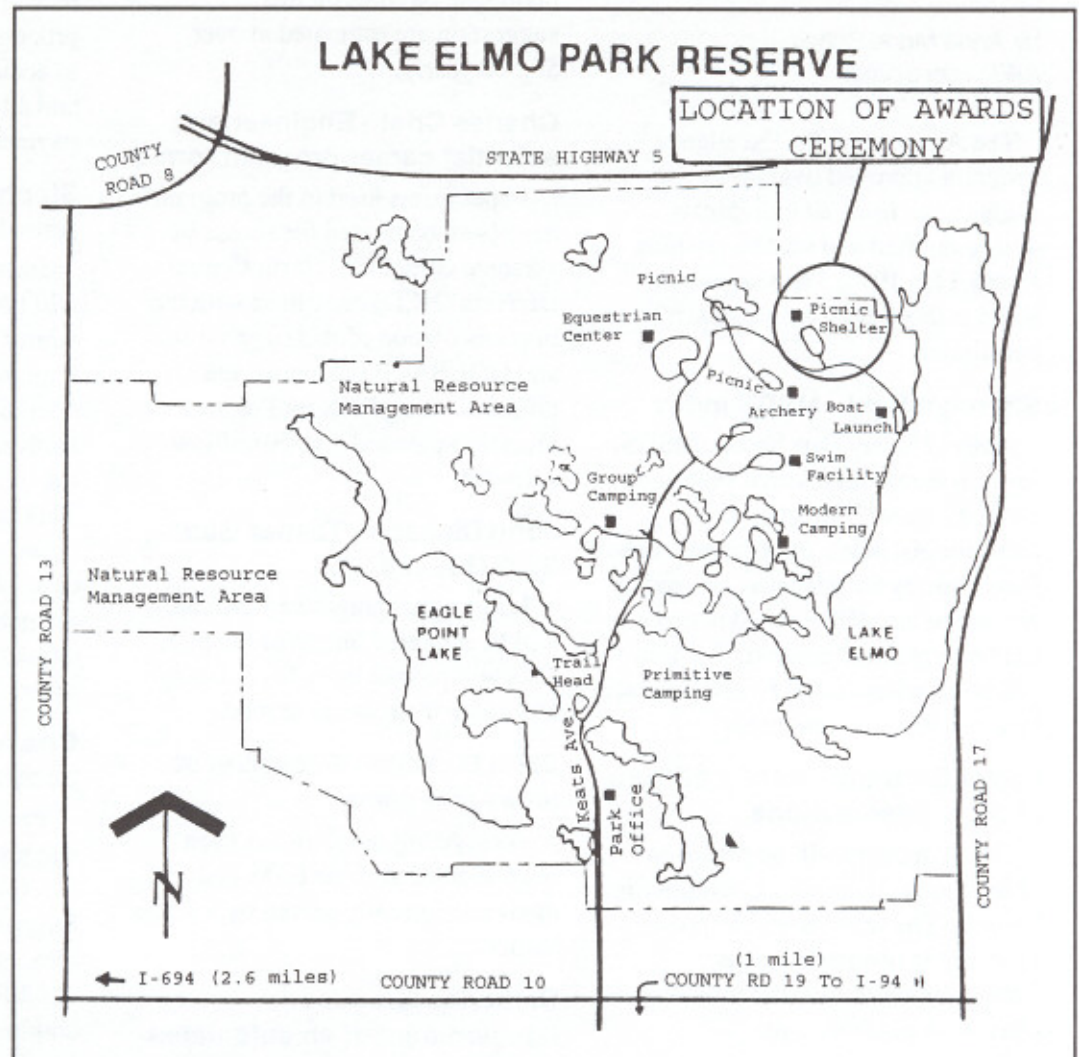 LAKE ELMO PARK RESERVE
LOCATION OF AWARDS
CEREMONY
COUNTY
ROAD 8
STATE HIGHWAY 5
Picnic
Picnic
Shelter
Equestrian
Center
Natural Resource
Management Area
Picnic
Archery
Boat
Launch
Swim
Facility
Group
Camping
Modern
Camping
COUNTY ROAD 13
Natural Resource
Management Area
EAGLE
POINT
LAKE
LAKE
ELMO
Trail
Head
Primitive
Camping
Keats Ave.
Park
Office
COUNTY ROAD 17
N
I-694 (2.6 miles)
COUNTY ROAD 10
(1 mile)
COUNTY RD 19 To I-94